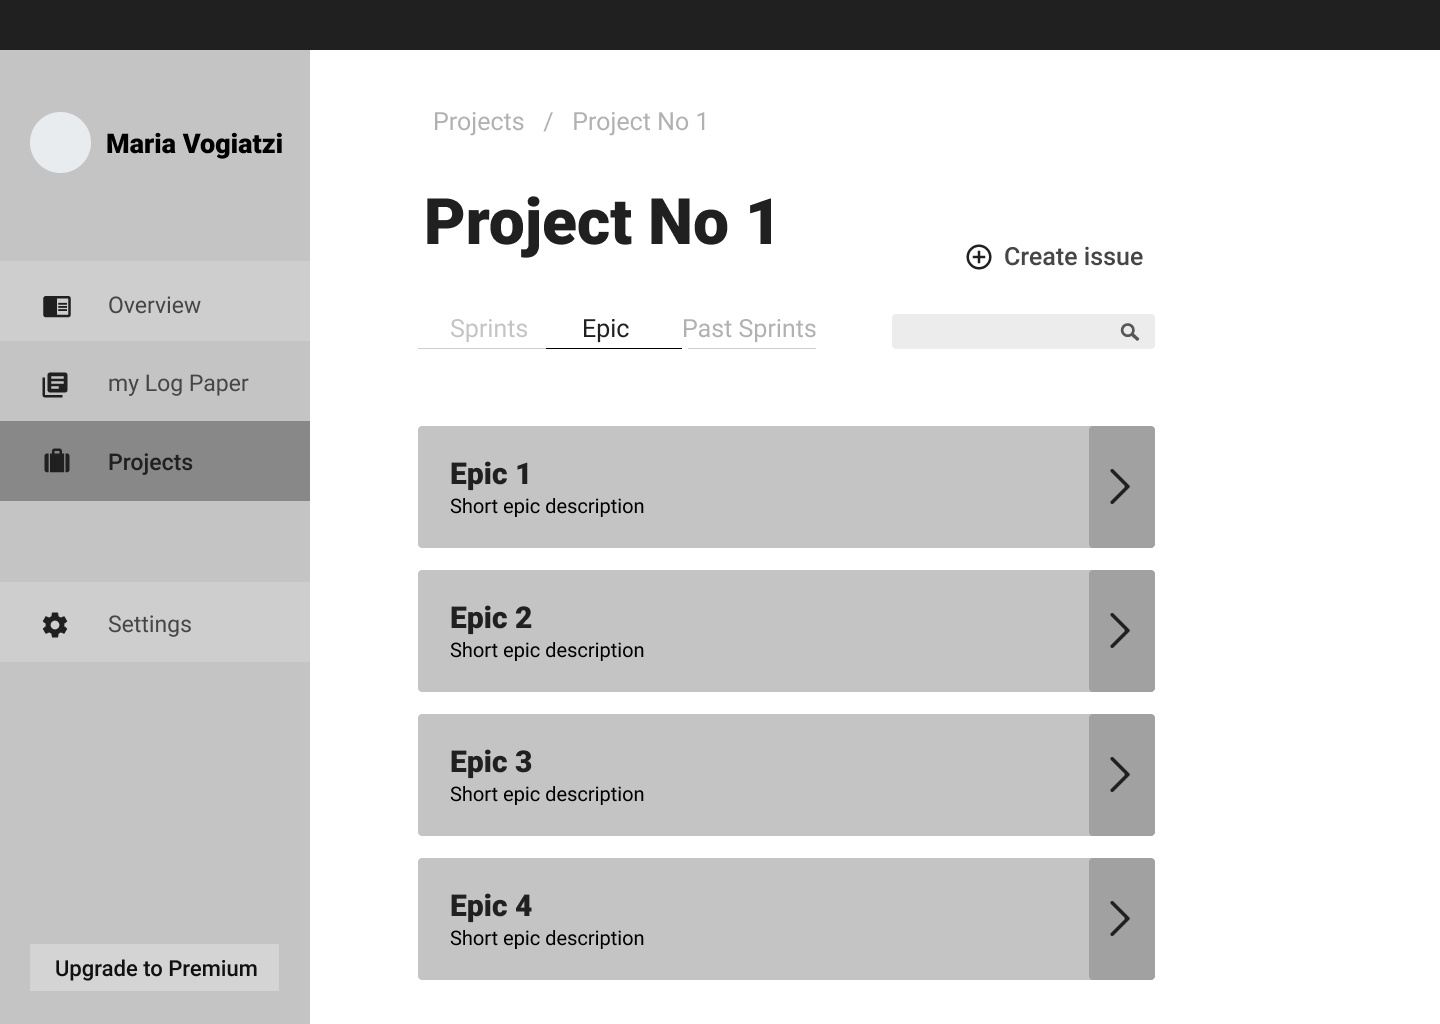 Maria Vogiatzi
Overview
my Log Paper
Projects
Settings
Upgrade to Premium
Projects / Project No 1
Project No 1
Create issue
Sprints Epic Past Sprints
Epic 1
Short epic description
Epic 2
Short epic description
Epic 3
Short epic description
Epic 4
Short epic description